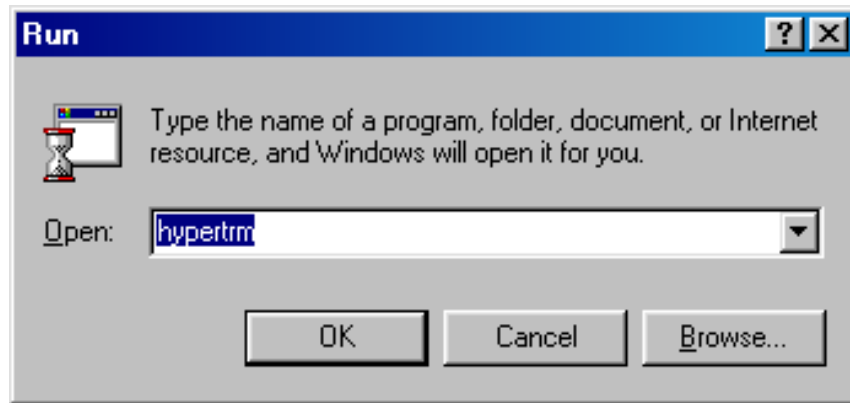 Run
Type the name of a program, folder, document, or Internet
resource, and Windows will open it for you.
Open: hypertrm
OK Cancel Browse...